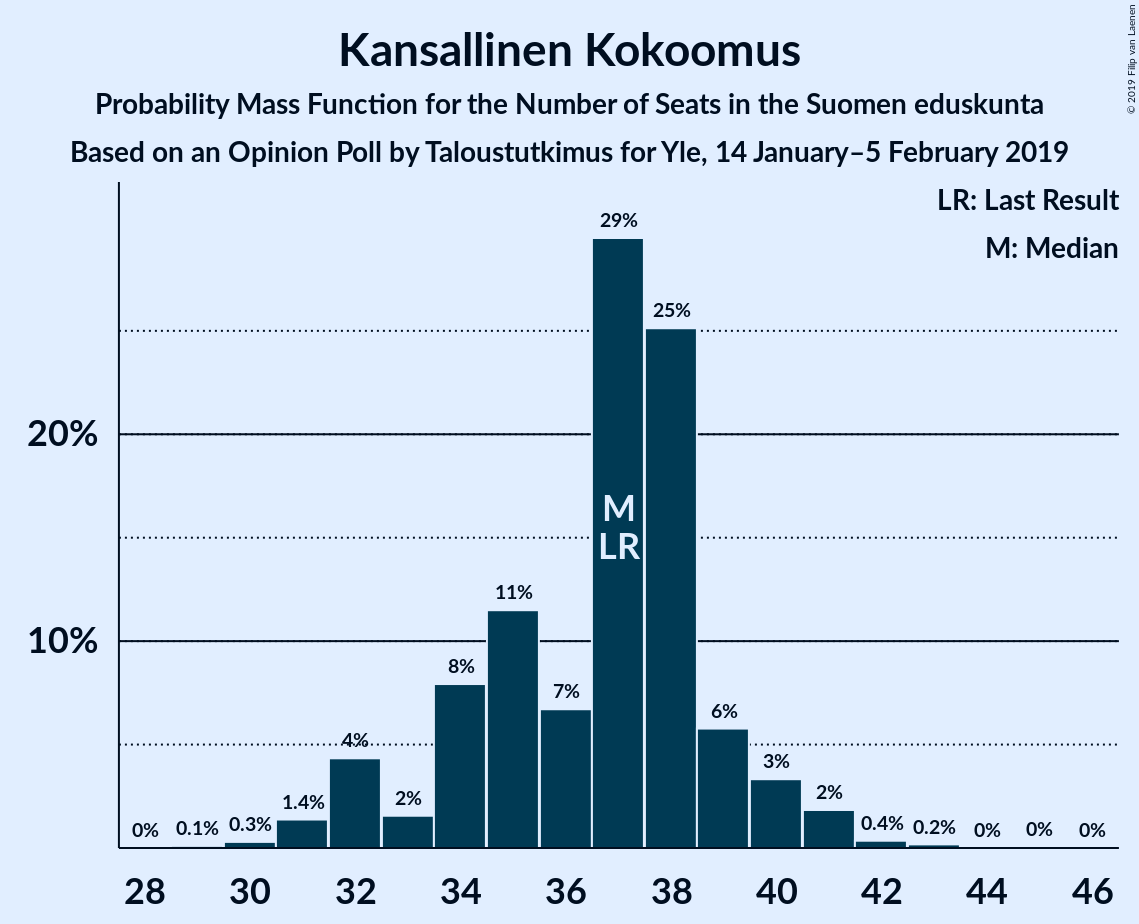 Kansallinen Kokoomus
Probability Mass Function for the Number of Seats in the Suomen eduskunta
Based on an Opinion Poll by Taloustutkimus for Yle, 14 January–5 February 2019
© 2019 Filip van Laenen
LR: Last Result
M: Median
20%
10%
0%
0.1%
0.3%
1.4%
4%
2%
8%
11%
7%
29%
25%
6%
3%
2%
0.4%
0.2%
0%
0%
0%
M
LR
28 30 32 34 36 38 40 42 44 46